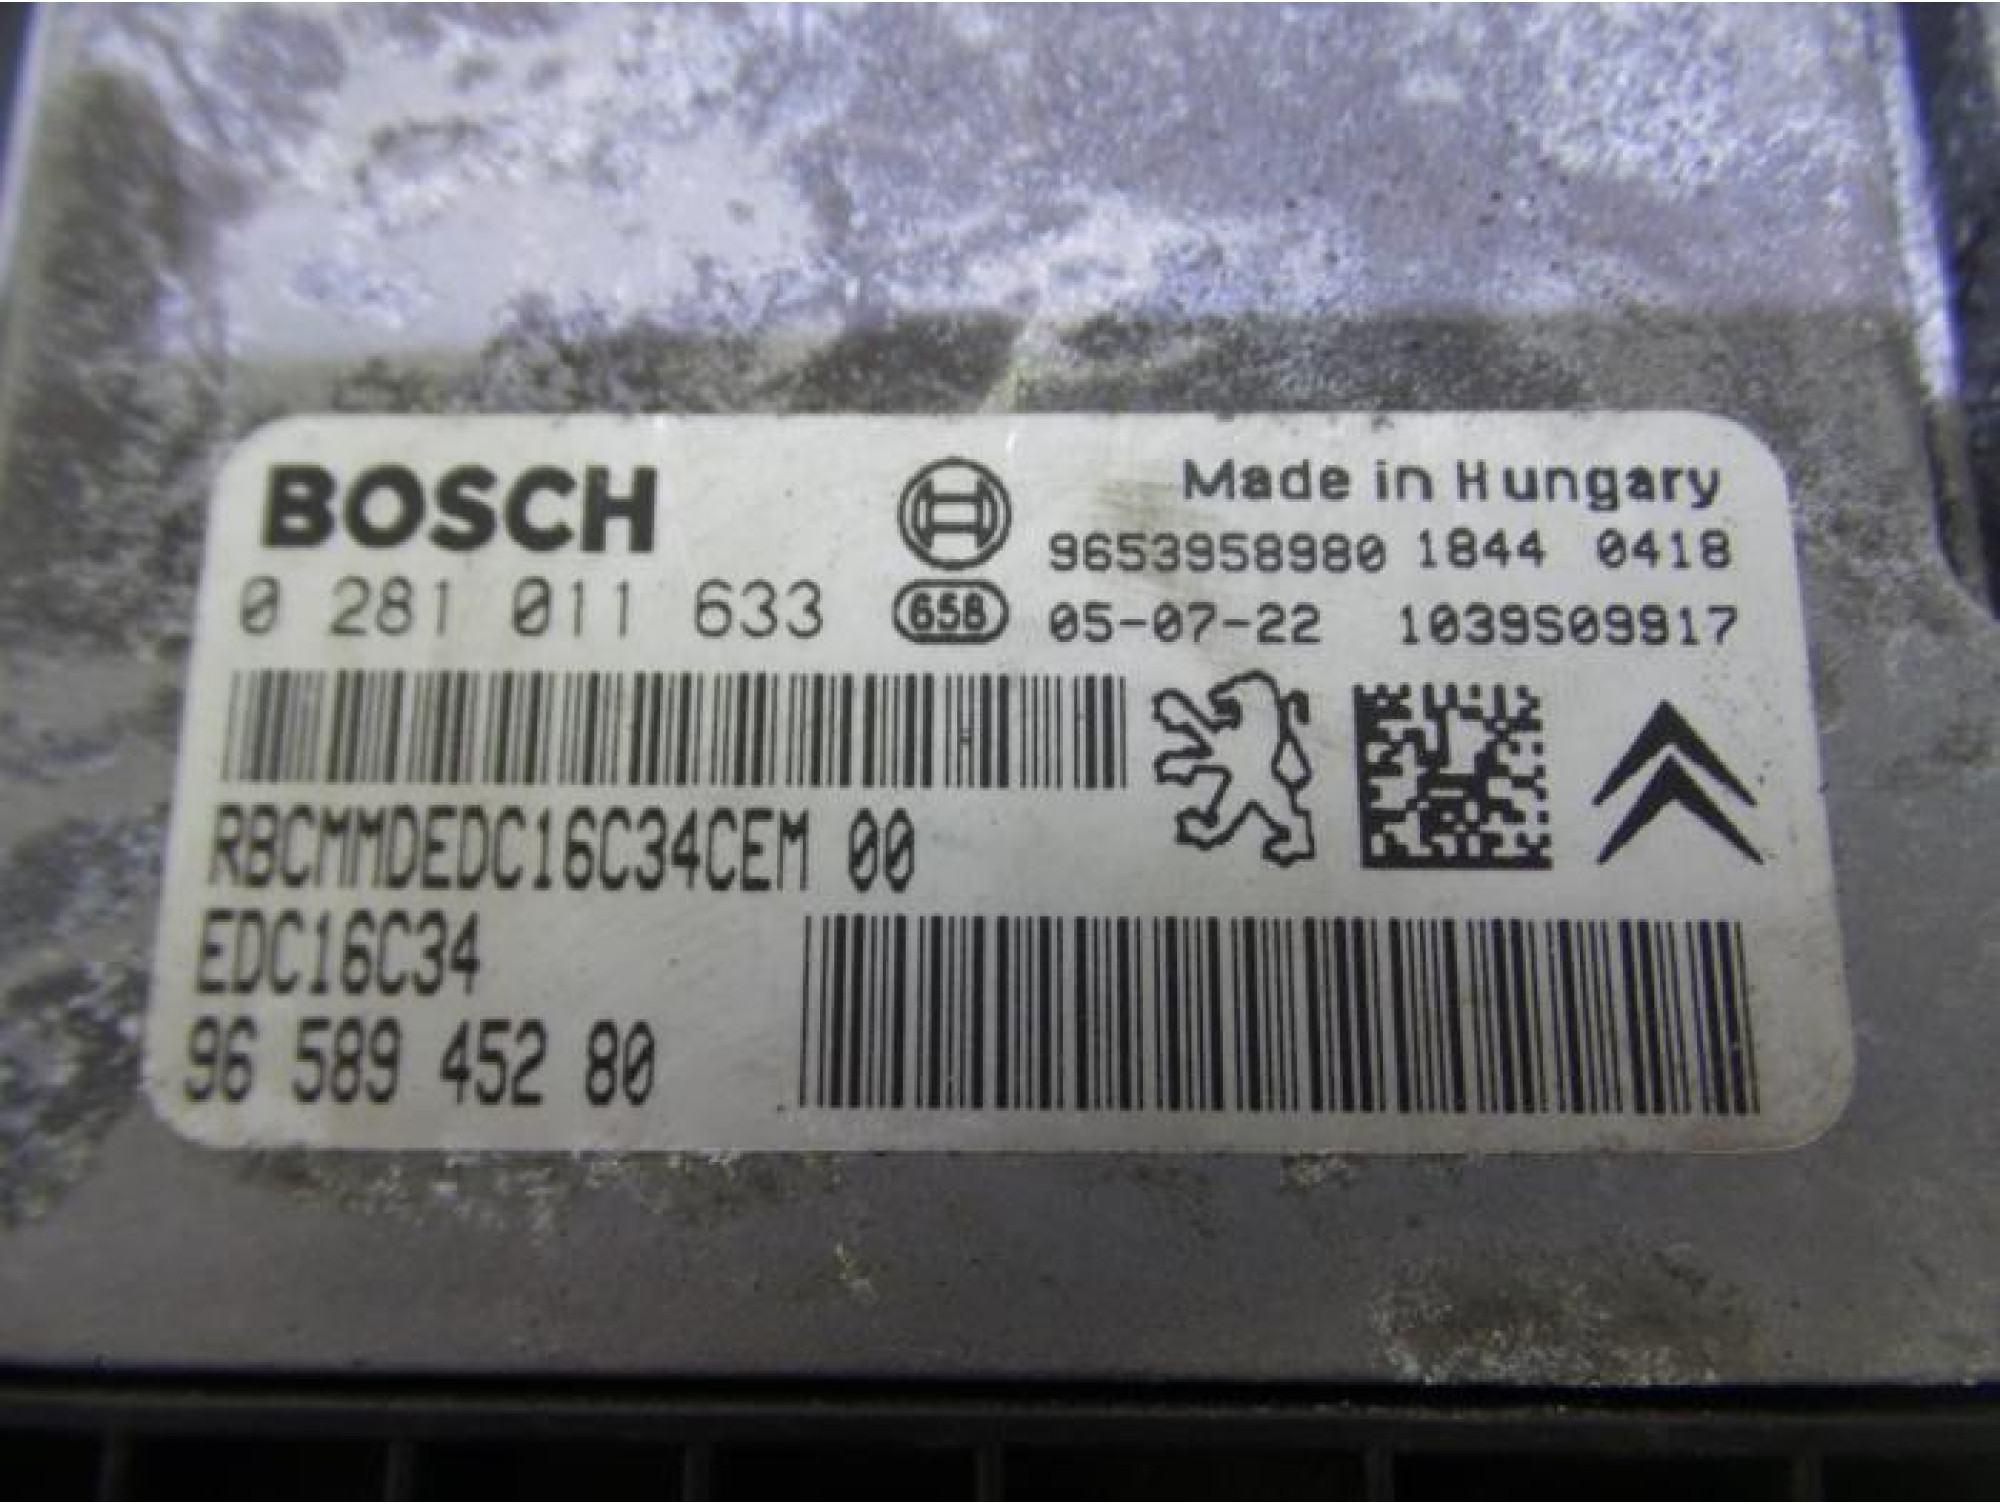 BOSCH
Made in Hungary
9653958980 1844 0418
0 281 011 633
658
05-07-22 1039S09917
RBCMMDEDC16C34CEM 00
EDC16C34
96 589 452 80